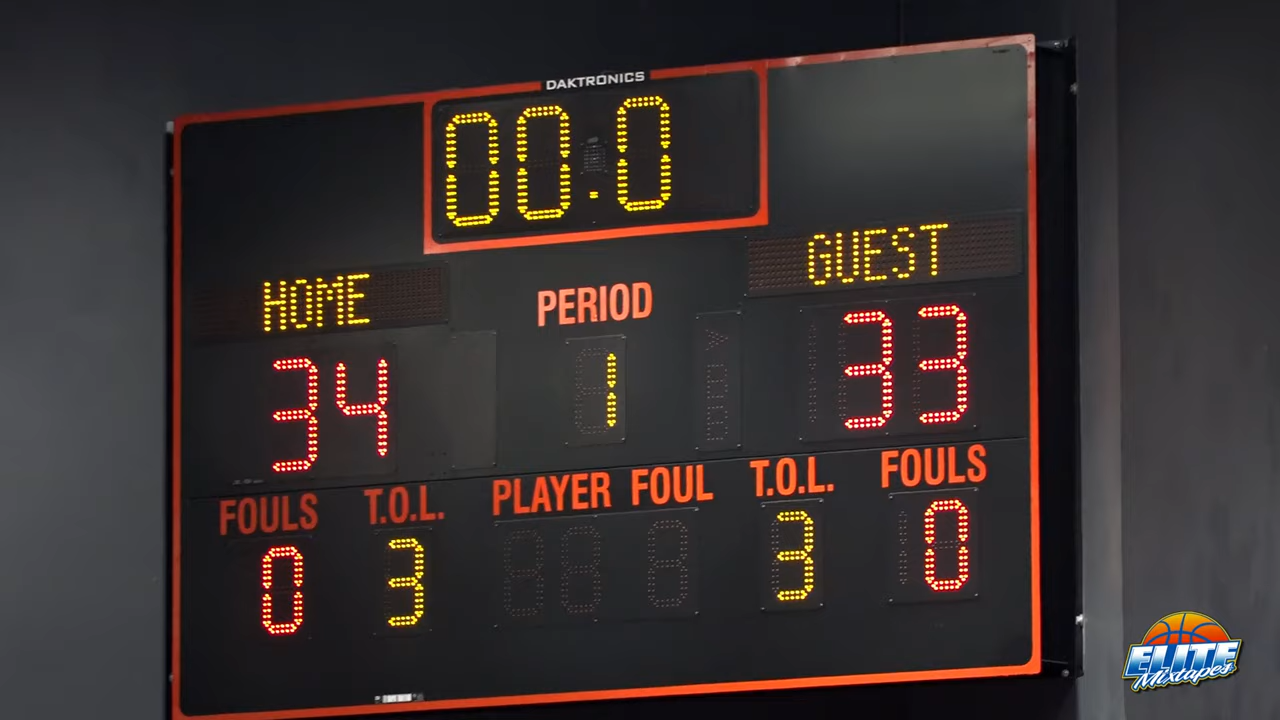 DAKTRONICS
00.0
HOME
PERIOD
GUEST
34
1
33
FOULS
T.O.L.
PLAYER FOUL
T.O.L.
FOULS
0
3
3
0
ELITE
Mixtapes